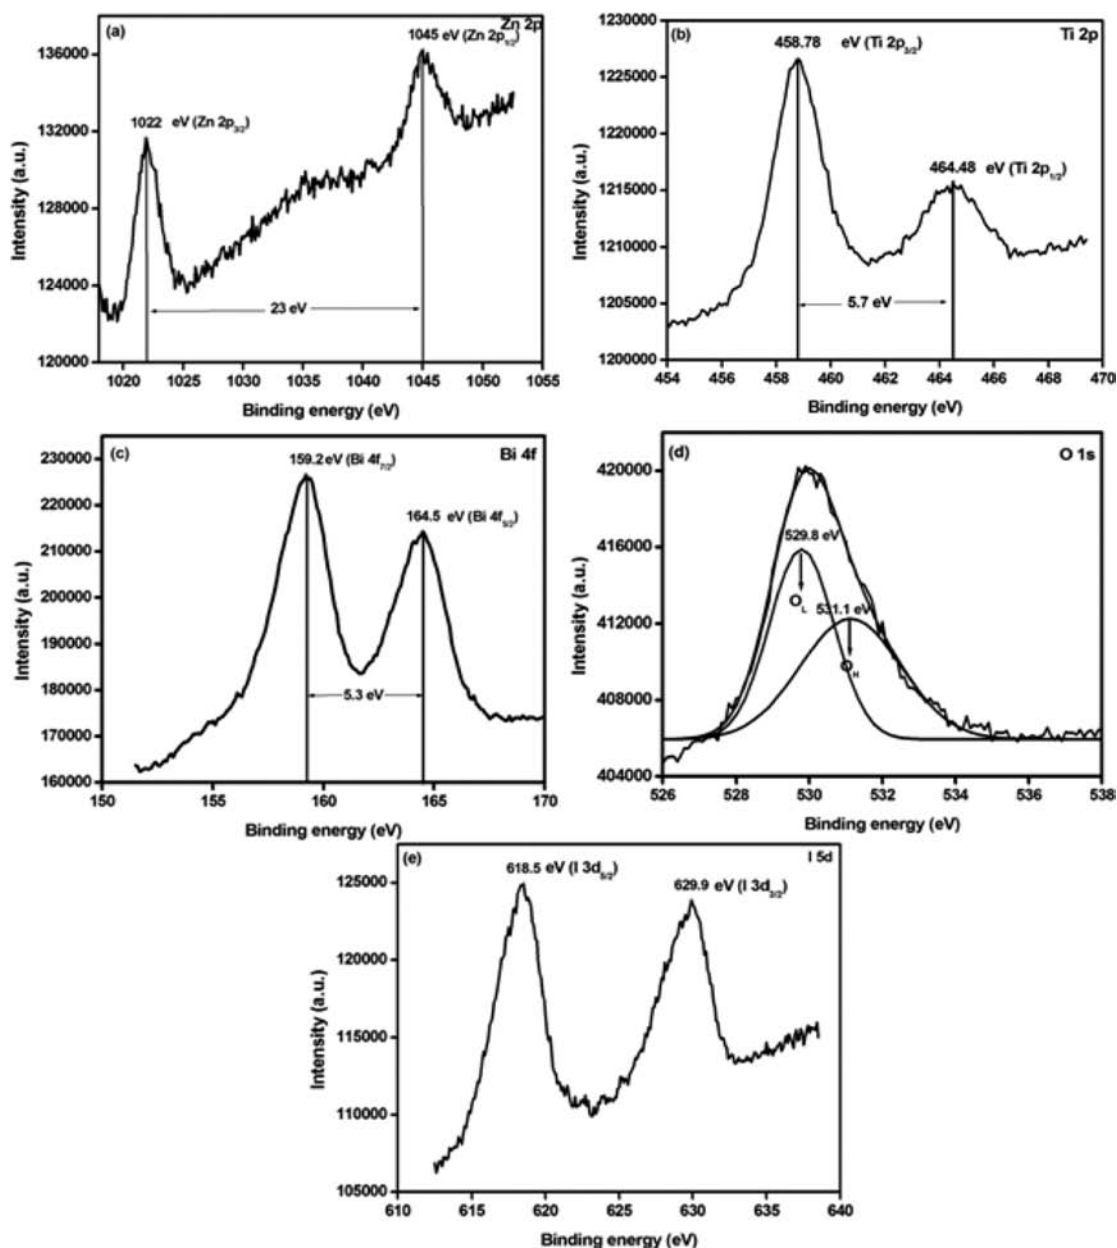 (a)
Zn 2p
1045 eV (Zn 2p1/2)
1022 eV (Zn 2p3/2)
23 eV
136000
132000
128000
124000
120000
Intensity (a.u.)
1020 1025 1030 1035 1040 1045 1050 1055
Binding energy (eV)
(b)
Ti 2p
458.78 eV (Ti 2p3/2)
464.48 eV (Ti 2p1/2)
5.7 eV
1230000
1225000
1220000
1215000
1210000
1205000
1200000
Intensity (a.u.)
454 456 458 460 462 464 466 468 470
Binding energy (eV)
(c)
Bi 4f
159.2 eV (Bi 4f7/2)
164.5 eV (Bi 4f5/2)
5.3 eV
230000
220000
210000
200000
190000
180000
170000
160000
Intensity (a.u.)
150 155 160 165 170
Binding energy (eV)
(d)
O 1s
529.8 eV
OL
531.1 eV
OH
420000
416000
412000
408000
404000
Intensity (a.u.)
526 528 530 532 534 536 538
Binding energy (eV)
(e)
I 5d
618.5 eV (I 3d5/2)
629.9 eV (I 3d3/2)
125000
120000
115000
110000
105000
Intensity (a.u.)
610 615 620 625 630 635 640
Binding energy (eV)